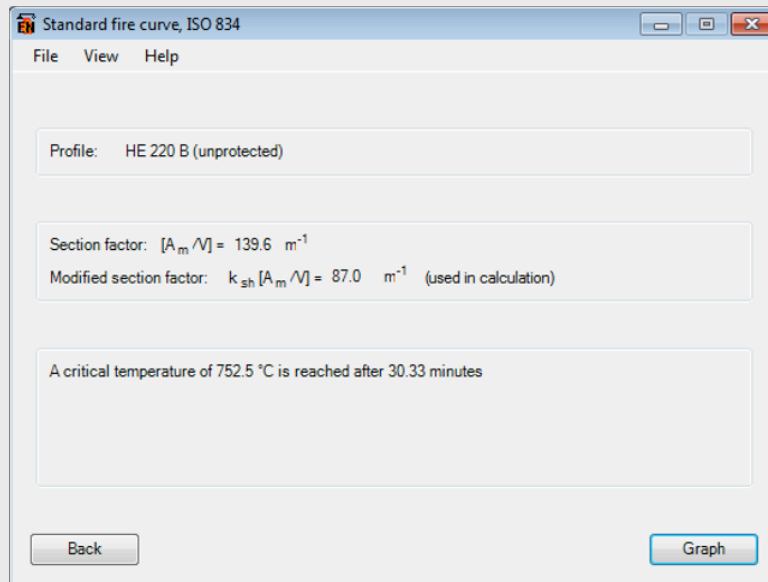 EN Standard fire curve, ISO 834
File View Help
Profile: HE 220 B (unprotected)
Section factor: [A m /V] = 139.6 m-1
Modified section factor: k sh [A m /V] = 87.0 m-1 (used in calculation)
A critical temperature of 752.5 °C is reached after 30.33 minutes
Back Graph